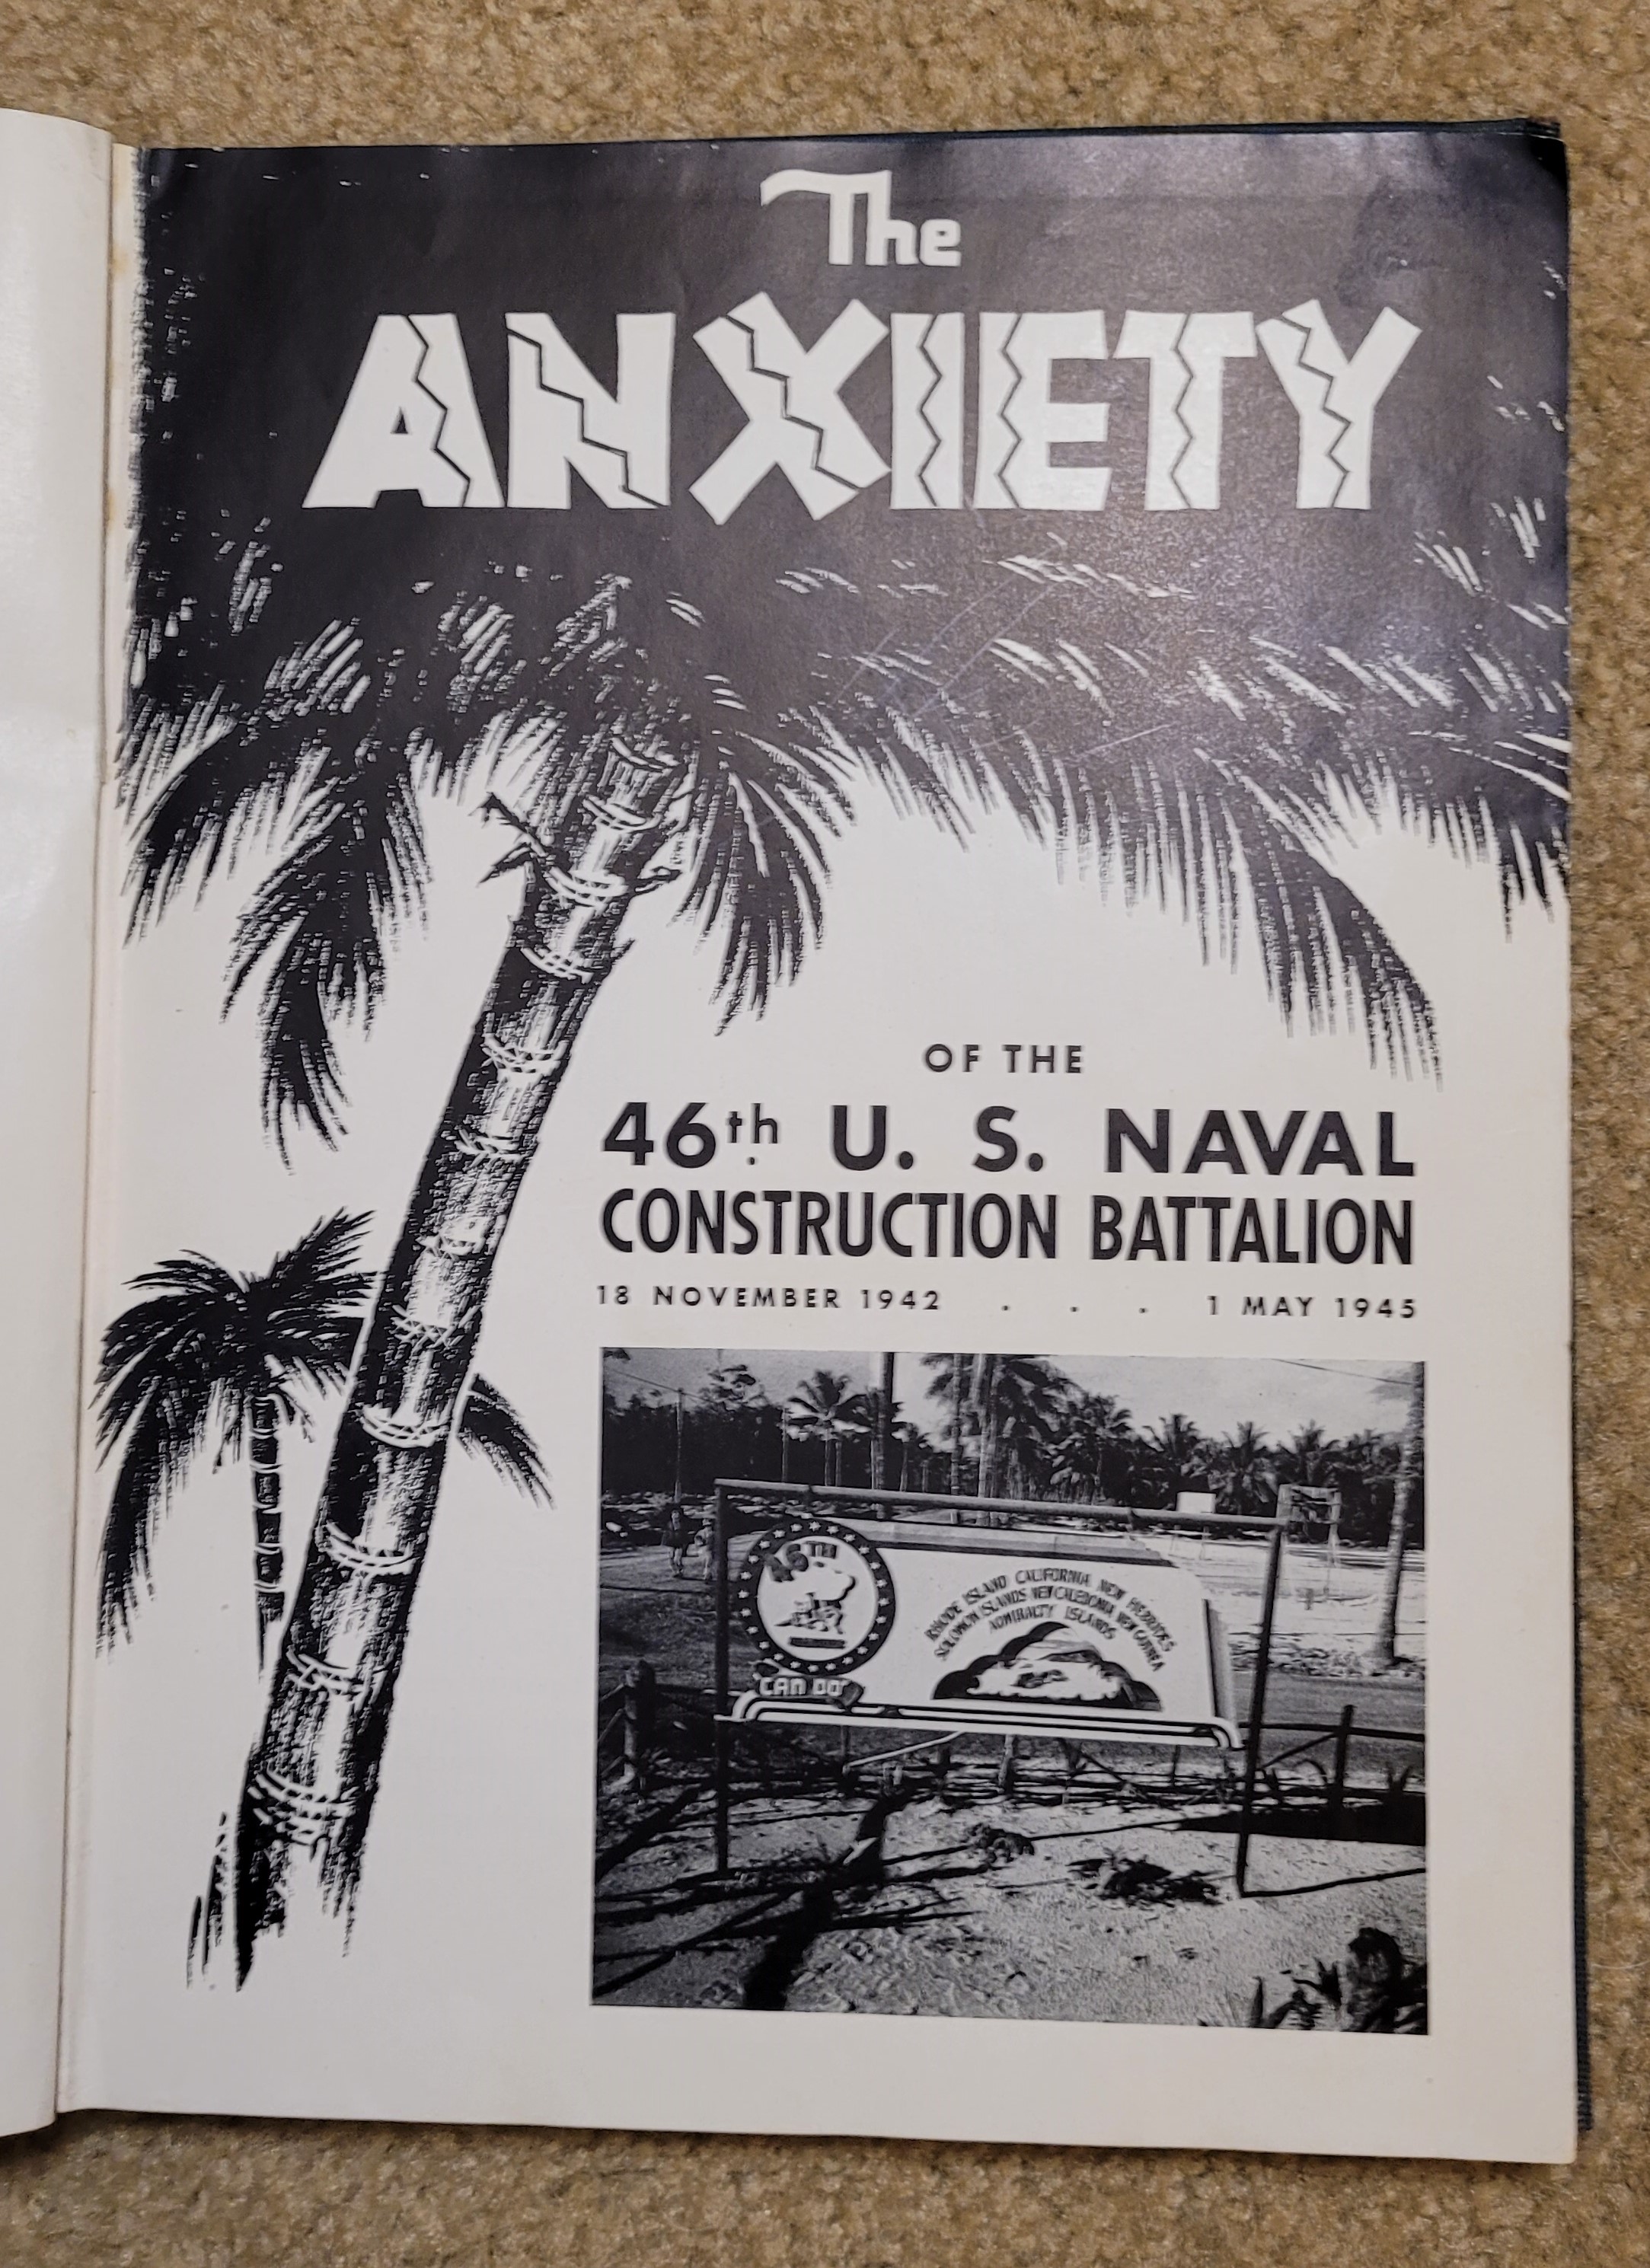 The
ANXIETY
OF THE
46th U. S. NAVAL
CONSTRUCTION BATTALION
18 NOVEMBER 1942 . . . 1 MAY 1945
46TH
RHODE ISLAND CALIFORNIA NEW HEBRIDES
SOLOMON ISLANDS NEW CALEDONIA NEW GUINEA
ADMIRALTY ISLANDS
CAN DO